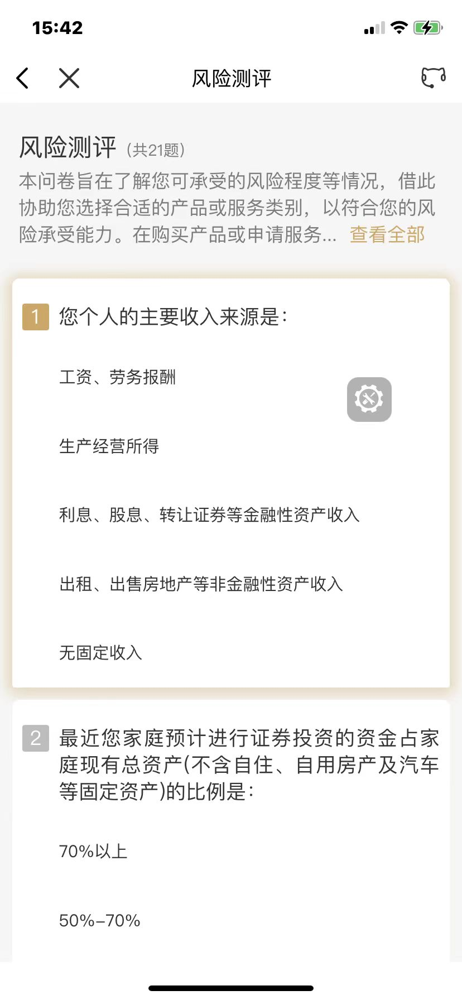 15:42
风险测评
风险测评 (共21题)
本问卷旨在了解您可承受的风险程度等情况，借此
协助您选择合适的产品或服务类别，以符合您的风
险承受能力。在购买产品或申请服务... 查看全部
1 您个人的主要收入来源是：
工资、劳务报酬
生产经营所得
利息、股息、转让证券等金融性资产收入
出租、出售房地产等非金融性资产收入
无固定收入
2 最近您家庭预计进行证券投资的资金占家
庭现有总资产(不含自住、自用房产及汽车
等固定资产)的比例是：
70%以上
50%–70%